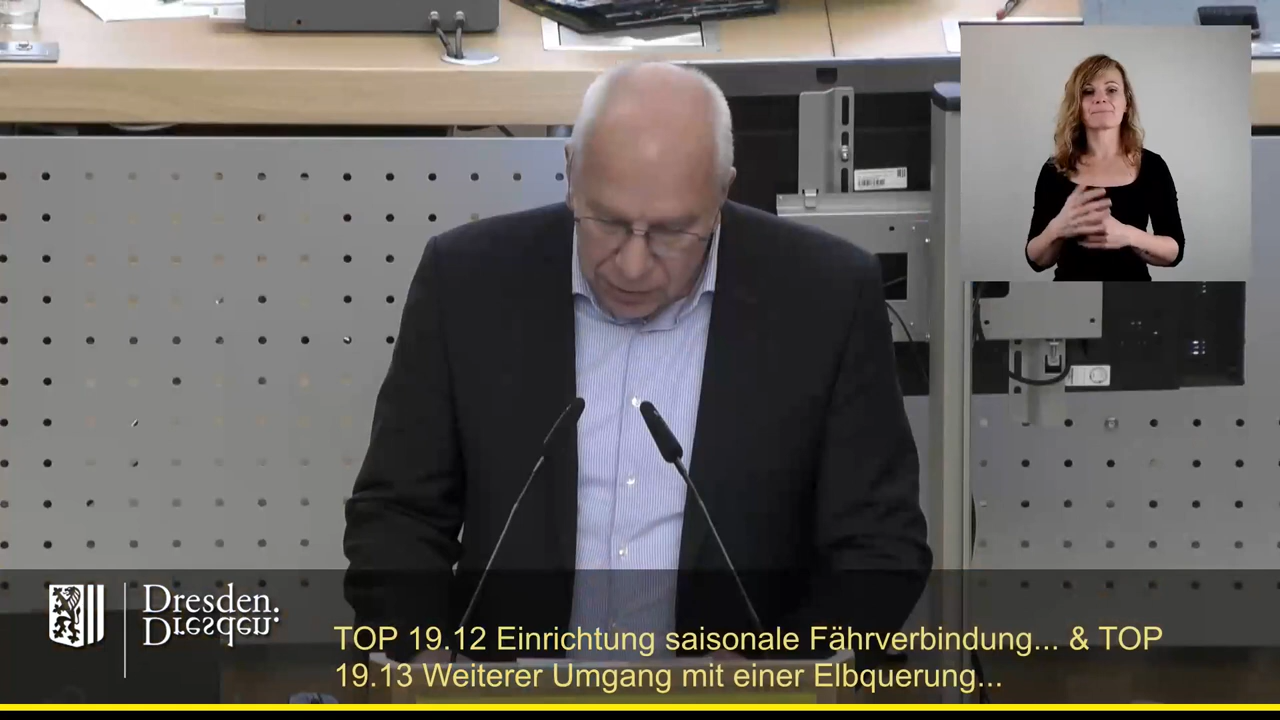 Dresden.
Dresden.
TOP 19.12 Einrichtung saisonale Fährverbindung... & TOP
19.13 Weiterer Umgang mit einer Elbquerung...